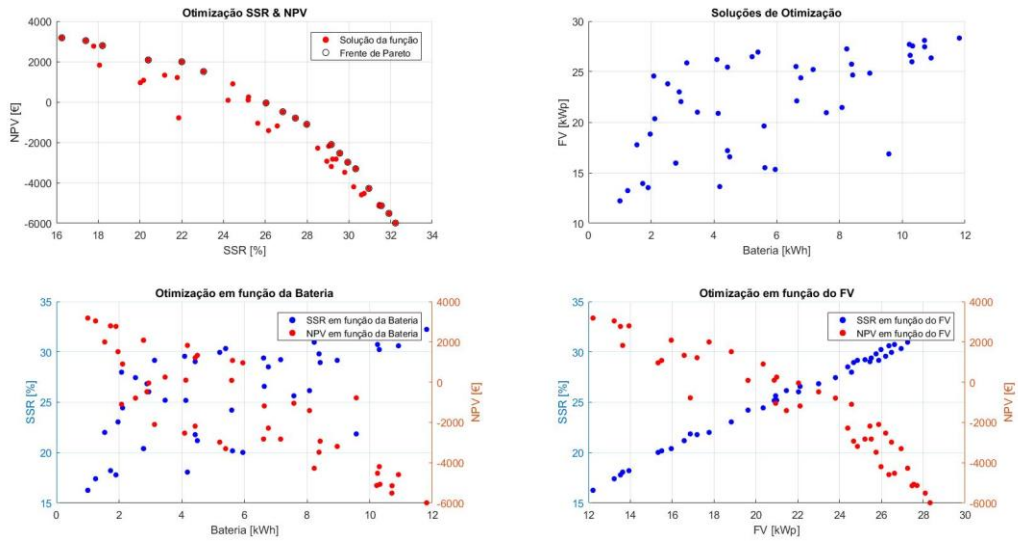 Otimização SSR & NPV
4000
2000
0
-2000
-4000
-6000
NPV [€]
Solução da função
Frente de Pareto
16 18 20 22 24 26 28 30 32 34
SSR [%]
Soluções de Otimização
30
25
20
15
10
FV [kWp]
0 2 4 6 8 10 12
Bateria [kWh]
Otimização em função da Bateria
35
30
25
20
15
SSR [%]
SSR em função da Bateria
NPV em função da Bateria
4000
2000
0
-2000
-4000
-6000
NPV [€]
0 2 4 6 8 10 12
Bateria [kWh]
Otimização em função do FV
35
30
25
20
15
SSR [%]
SSR em função do FV
NPV em função do FV
4000
2000
0
-2000
-4000
-6000
NPV [€]
12 14 16 18 20 22 24 26 28 30
FV [kWp]